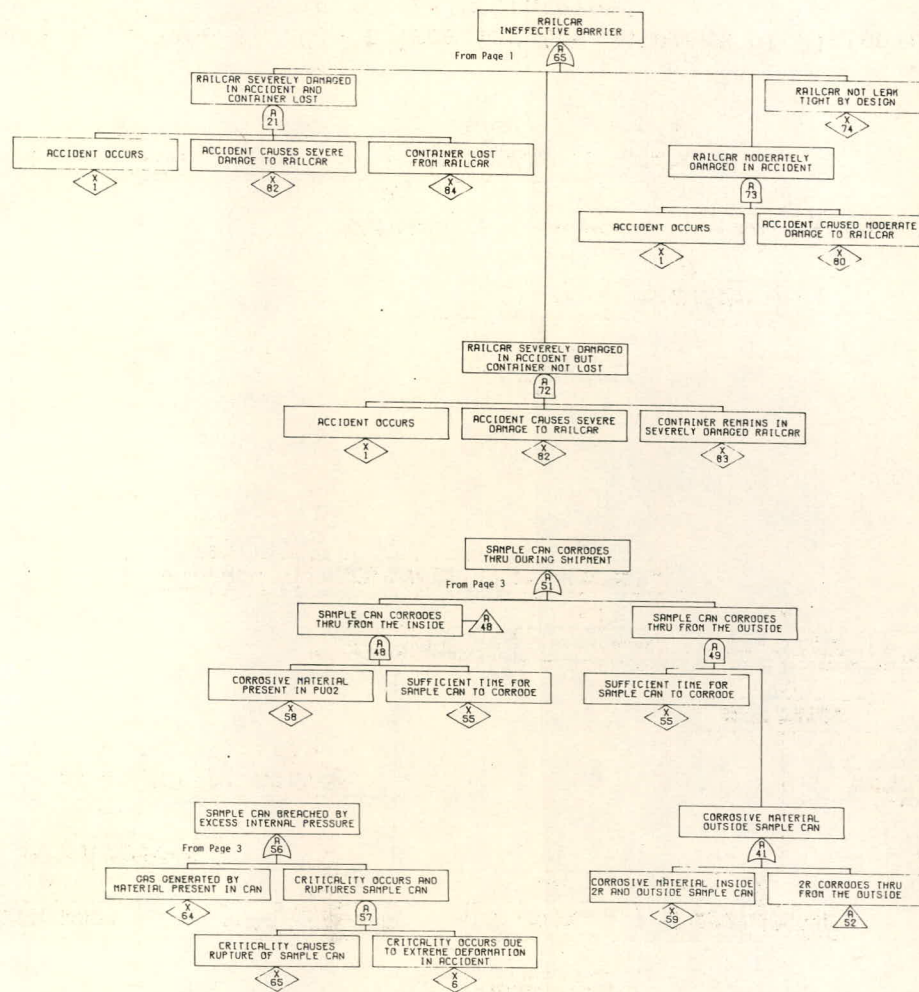 RAILCAR
INEFFECTIVE BARRIER
From Page 1
A
65
RAILCAR SEVERELY DAMAGED
IN ACCIDENT AND
CONTAINER LOST
A
21
ACCIDENT OCCURS
X
1
ACCIDENT CAUSES SEVERE
DAMAGE TO RAILCAR
X
82
CONTAINER LOST
FROM RAILCAR
X
84
RAILCAR NOT LEAK
TIGHT BY DESIGN
X
74
RAILCAR MODERATELY
DAMAGED IN ACCIDENT
A
73
ACCIDENT OCCURS
X
1
ACCIDENT CAUSED MODERATE
DAMAGE TO RAILCAR
X
80
RAILCAR SEVERELY DAMAGED
IN ACCIDENT BUT
CONTAINER NOT LOST
A
72
ACCIDENT OCCURS
X
1
ACCIDENT CAUSES SEVERE
DAMAGE TO RAILCAR
X
82
CONTAINER REMAINS IN
SEVERELY DAMAGED RAILCAR
X
83
SAMPLE CAN CORRODES
THRU DURING SHIPMENT
From Page 3
A
51
SAMPLE CAN CORRODES
THRU FROM THE INSIDE
A
48
A
48
SAMPLE CAN CORRODES
THRU FROM THE OUTSIDE
A
49
CORROSIVE MATERIAL
PRESENT IN PUO2
X
58
SUFFICIENT TIME FOR
SAMPLE CAN TO CORRODE
X
55
SUFFICIENT TIME FOR
SAMPLE CAN TO CORRODE
X
55
SAMPLE CAN BREACHED BY
EXCESS INTERNAL PRESSURE
From Page 3
A
56
GAS GENERATED BY
MATERIAL PRESENT IN CAN
X
64
CRITICALITY OCCURS AND
RUPTURES SAMPLE CAN
A
57
CRITICALITY CAUSES
RUPTURE OF SAMPLE CAN
X
65
CRITCALITY OCCURS DUE
TO EXTREME DEFORMATION
IN ACCIDENT
X
6
CORROSIVE MATERIAL
OUTSIDE SAMPLE CAN
A
41
CORROSIVE MATERIAL INSIDE
2R AND OUTSIDE SAMPLE CAN
X
59
2R CORRODES THRU
FROM THE OUTSIDE
A
52